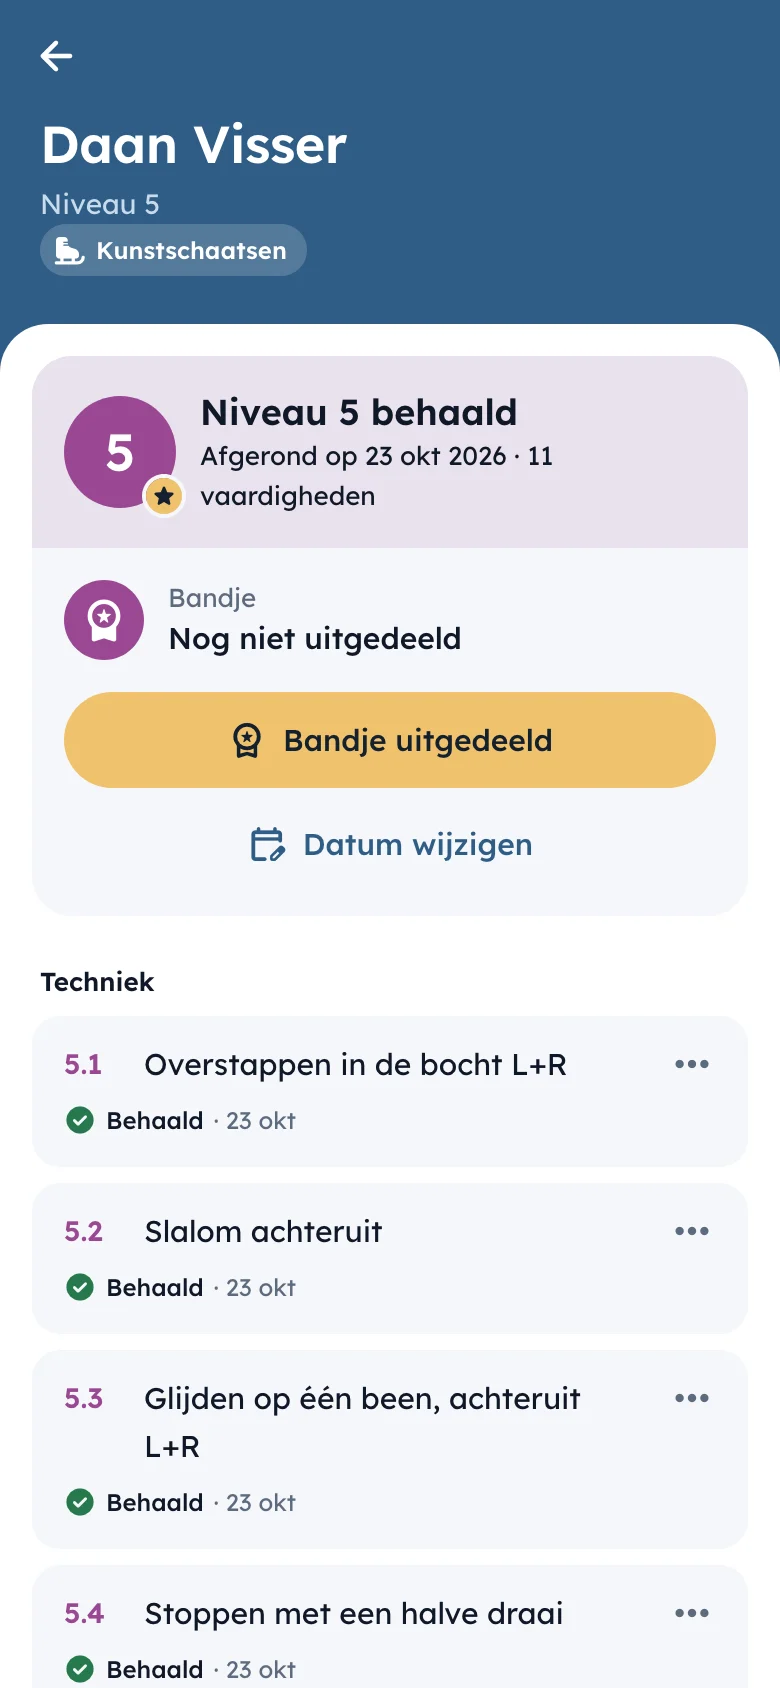 Daan Visser
Niveau 5
Kunstschaatsen
5
Niveau 5 behaald
Afgerond op 23 okt 2026 · 11
vaardigheden
Bandje
Nog niet uitgedeeld
Bandje uitgedeeld
Datum wijzigen
Techniek
5.1 Overstappen in de bocht L+R
Behaald · 23 okt
5.2 Slalom achteruit
Behaald · 23 okt
5.3 Glijden op één been, achteruit
L+R
Behaald · 23 okt
5.4 Stoppen met een halve draai
Behaald · 23 okt